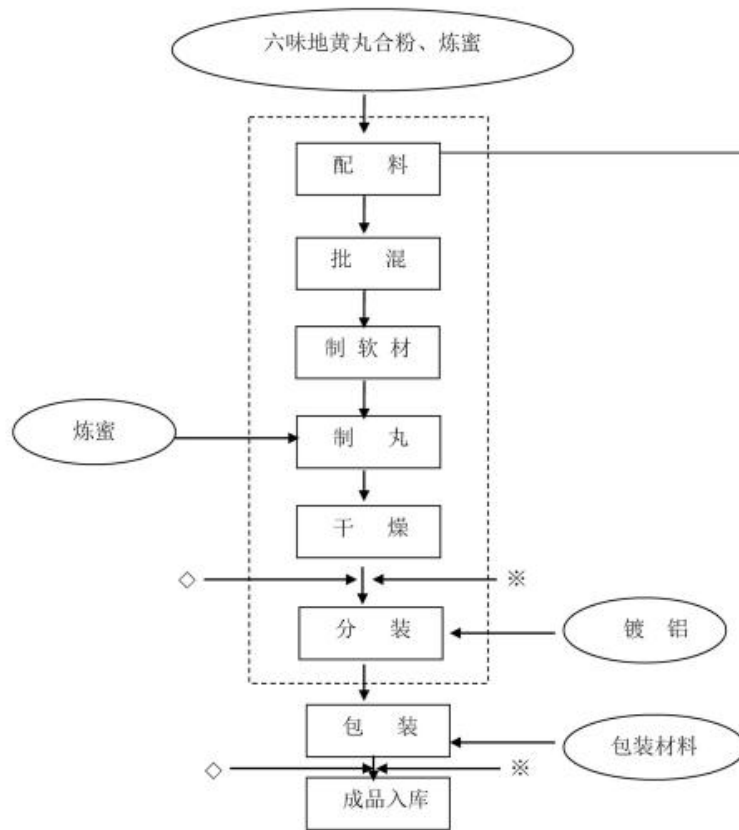 六味地黄丸合粉、炼蜜
配 料
批 混
制 软 材
炼蜜
制 丸
干 燥
◇ ※
分 装
镀 铝
包 装
包装材料
◇ ※
成品入库